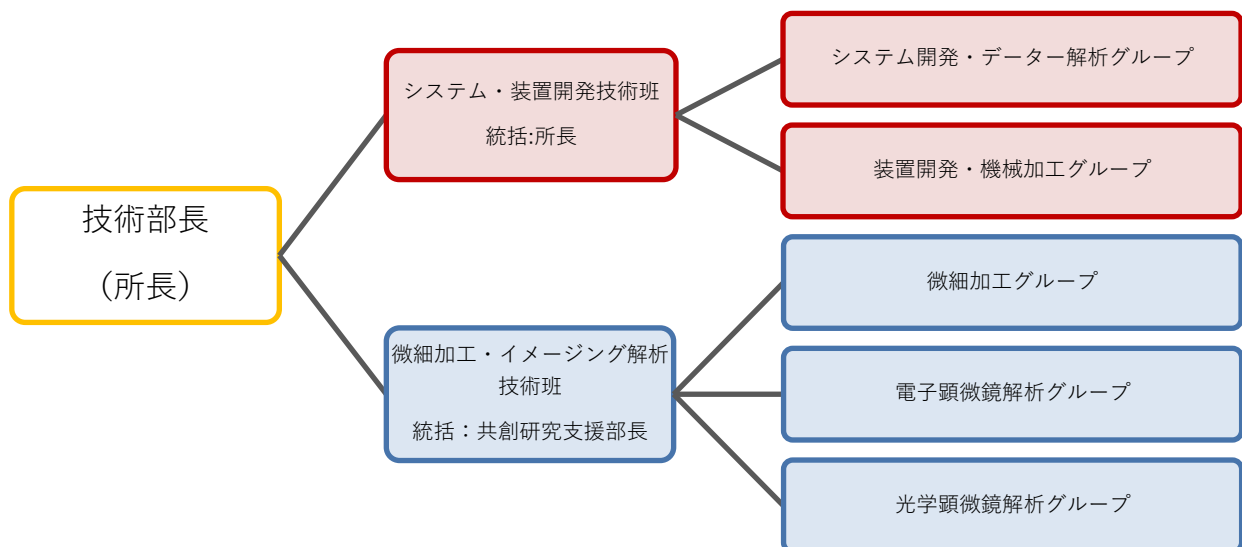 技術部長
（所長）
システム・装置開発技術班
統括:所長
システム開発・データー解析グループ
装置開発・機械加工グループ
微細加工・イメージング解析
技術班
統括：共創研究支援部長
微細加工グループ
電子顕微鏡解析グループ
光学顕微鏡解析グループ